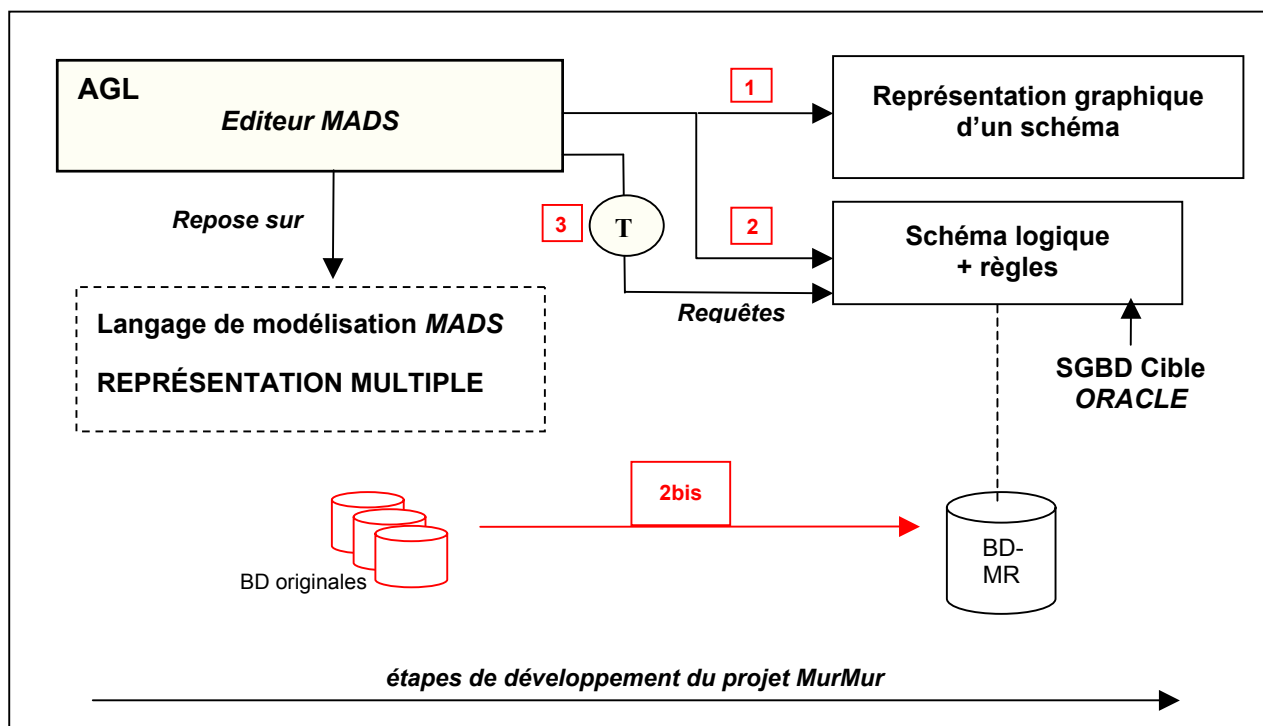 AGL
Editeur MADS
1
Représentation graphique
d’un schéma
Repose sur
3
T
2
Schéma logique
+ règles
Requêtes
Langage de modélisation MADS
REPRÉSENTATION MULTIPLE
SGBD Cible
ORACLE
2bis
BD originales
BD-
MR
étapes de développement du projet MurMur